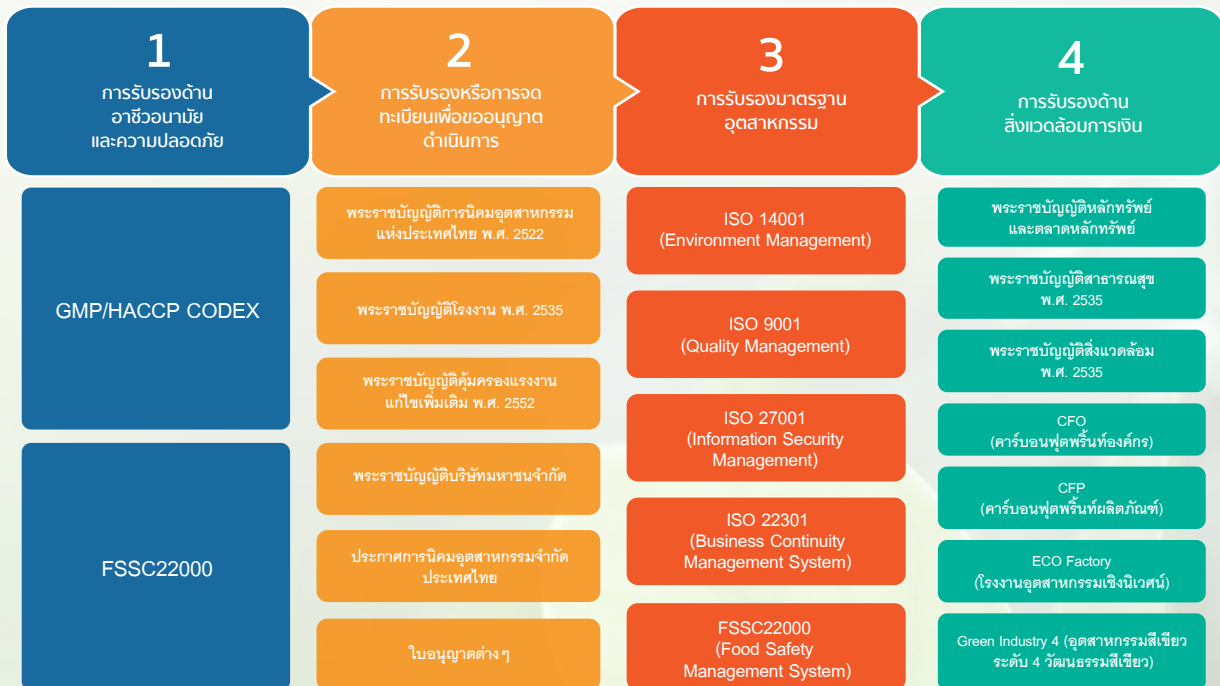 1
การรับรองด้าน
อาชีวอนามัย
และความปลอดภัย
GMP/HACCP CODEX
FSSC22000
2
การรับรองหรือการจด
ทะเบียนเพื่อขออนุญาต
ดำเนินการ
พระราชบัญญัติการนิคมอุตสาหกรรม
แห่งประเทศไทย พ.ศ. 2522
พระราชบัญญัติโรงงาน พ.ศ. 2535
พระราชบัญญัติคุ้มครองแรงงาน
แก้ไขเพิ่มเติม พ.ศ. 2552
พระราชบัญญัติบริษัทมหาชนจำกัด
ประกาศการนิคมอุตสาหกรรมจำกัด
ประเทศไทย
ใบอนุญาตต่างๆ
3
การรับรองมาตรฐาน
อุตสาหกรรม
ISO 14001
(Environment Management)
ISO 9001
(Quality Management)
ISO 27001
(Information Security
Management)
ISO 22301
(Business Continuity
Management System)
FSSC22000
(Food Safety
Management System)
4
การรับรองด้าน
สิ่งแวดล้อมการเงิน
พระราชบัญญัติหลักทรัพย์
และตลาดหลักทรัพย์
พระราชบัญญัติสาธารณสุข
พ.ศ. 2535
พระราชบัญญัติสิ่งแวดล้อม
พ.ศ. 2535
CFO
(คาร์บอนฟุตพริ้นท์องค์กร)
CFP
(คาร์บอนฟุตพริ้นท์ผลิตภัณฑ์)
ECO Factory
(โรงงานอุตสาหกรรมเชิงนิเวศน์)
Green Industry 4 (อุตสาหกรรมสีเขียว
ระดับ 4 วัฒนธรรมสีเขียว)